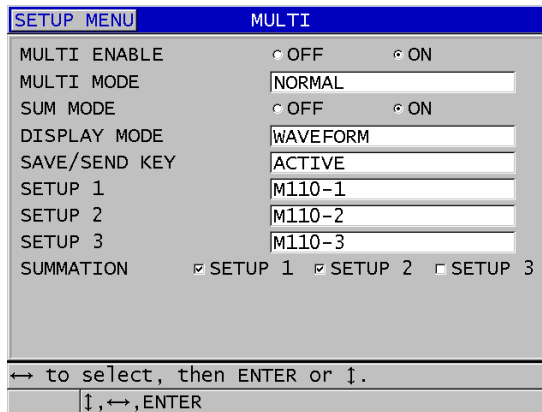 SETUP MENU MULTI
MULTI ENABLE OFF ON
MULTI MODE NORMAL
SUM MODE OFF ON
DISPLAY MODE WAVEFORM
SAVE/SEND KEY ACTIVE
SETUP 1 M110-1
SETUP 2 M110-2
SETUP 3 M110-3
SUMMATION SETUP 1 SETUP 2 SETUP 3
↔ to select, then ENTER or ↕.
↕,↔,ENTER